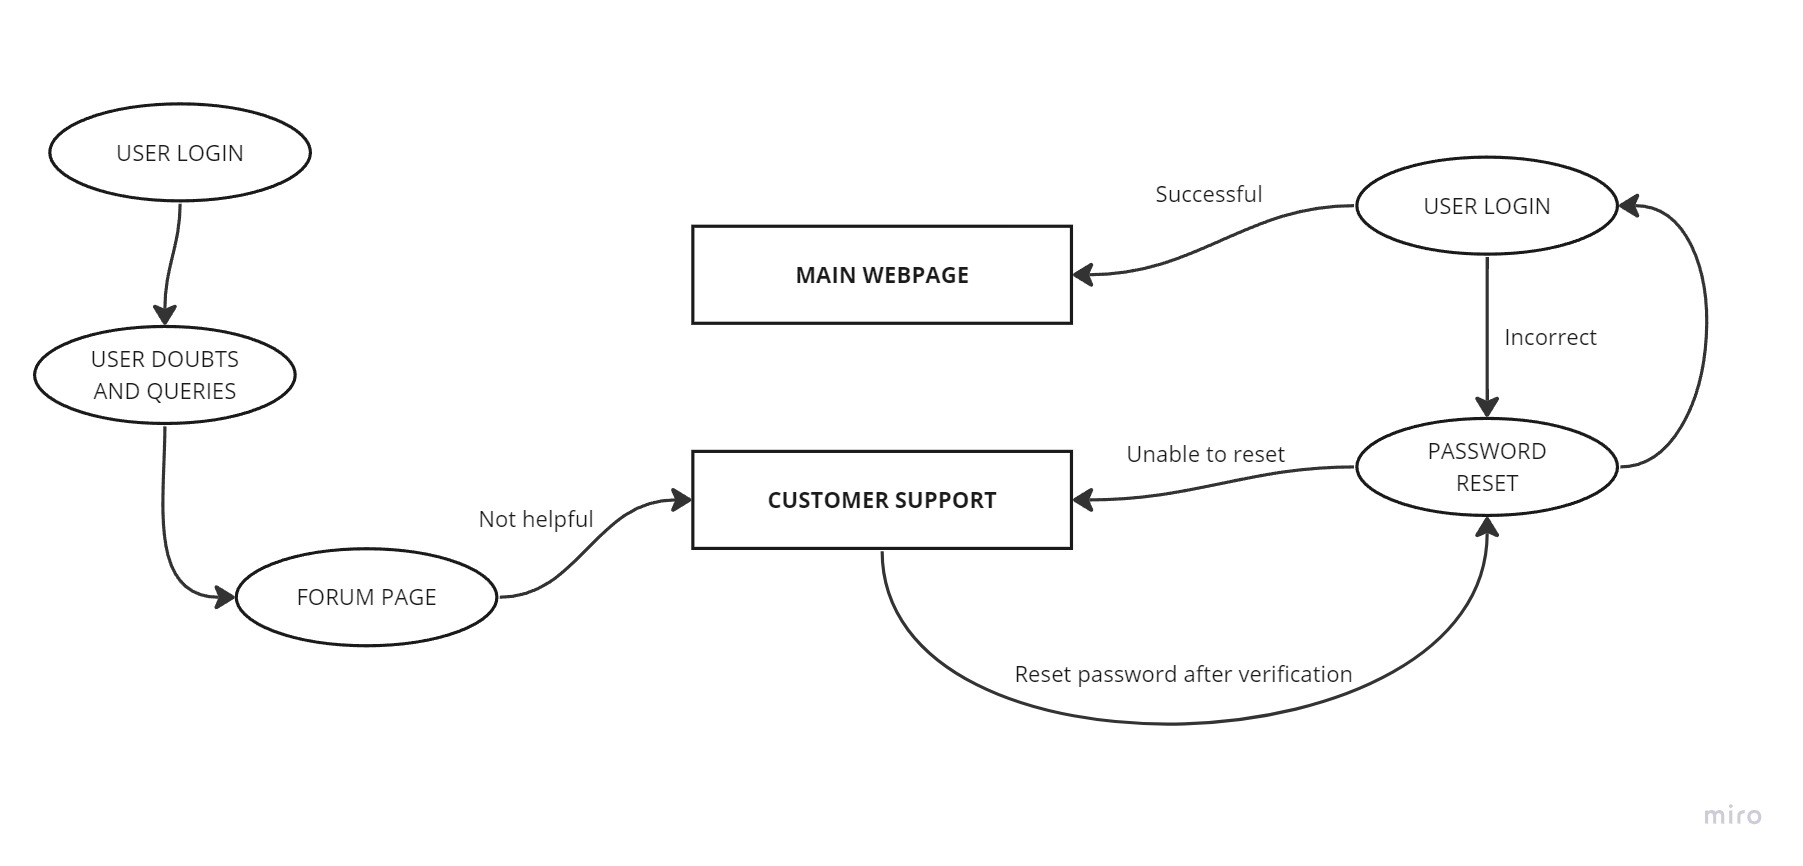 USER LOGIN
USER DOUBTS
AND QUERIES
FORUM PAGE
Not helpful
MAIN WEBPAGE
CUSTOMER SUPPORT
Successful
USER LOGIN
Incorrect
Unable to reset
PASSWORD
RESET
Reset password after verification
miro